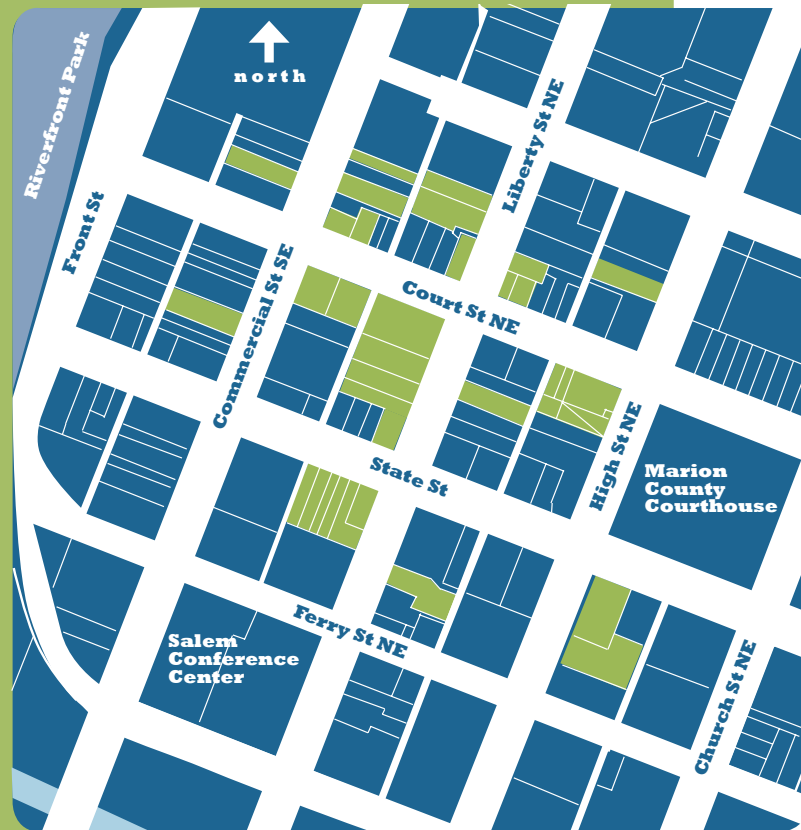 north
Riverfront Park
Liberty St NE
Front St
Commercial St SE
Court St NE
High St NE
State St
Marion
County
Courthouse
Ferry St NE
Salem
Conference
Center
Church St NE